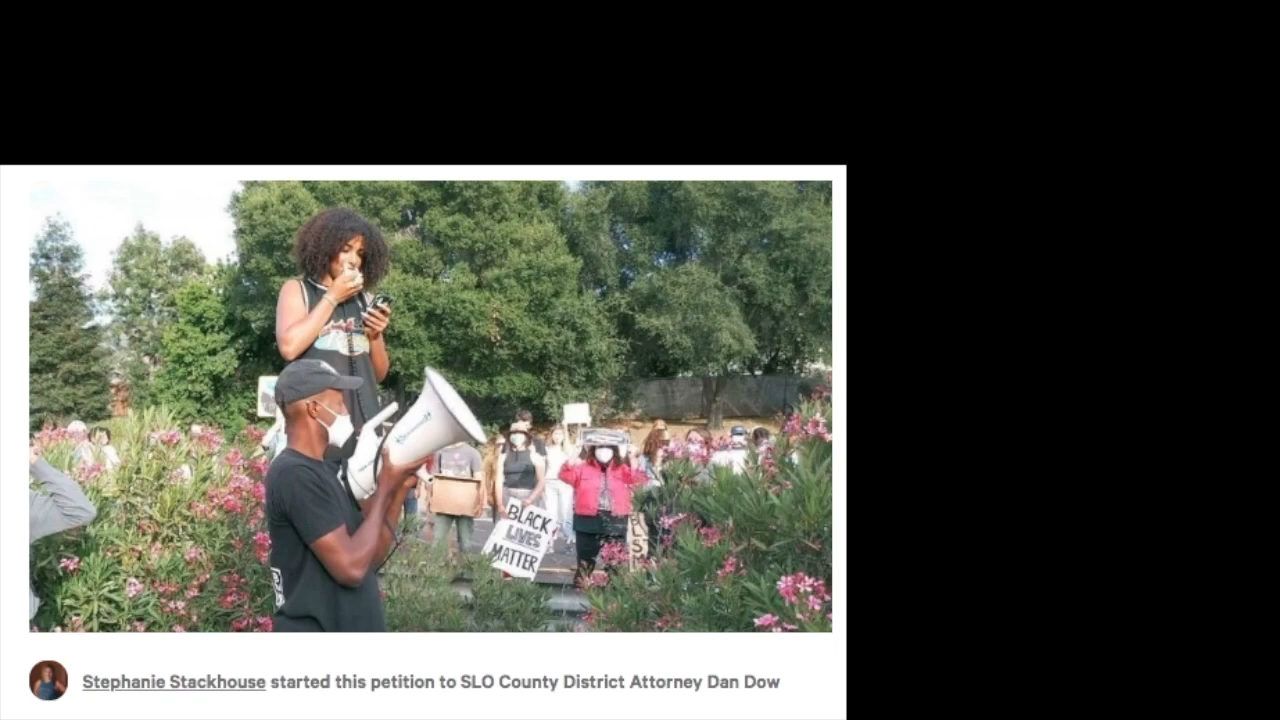 BLACK
LIVES
MATTER
Stephanie Stackhouse started this petition to SLO County District Attorney Dan Dow